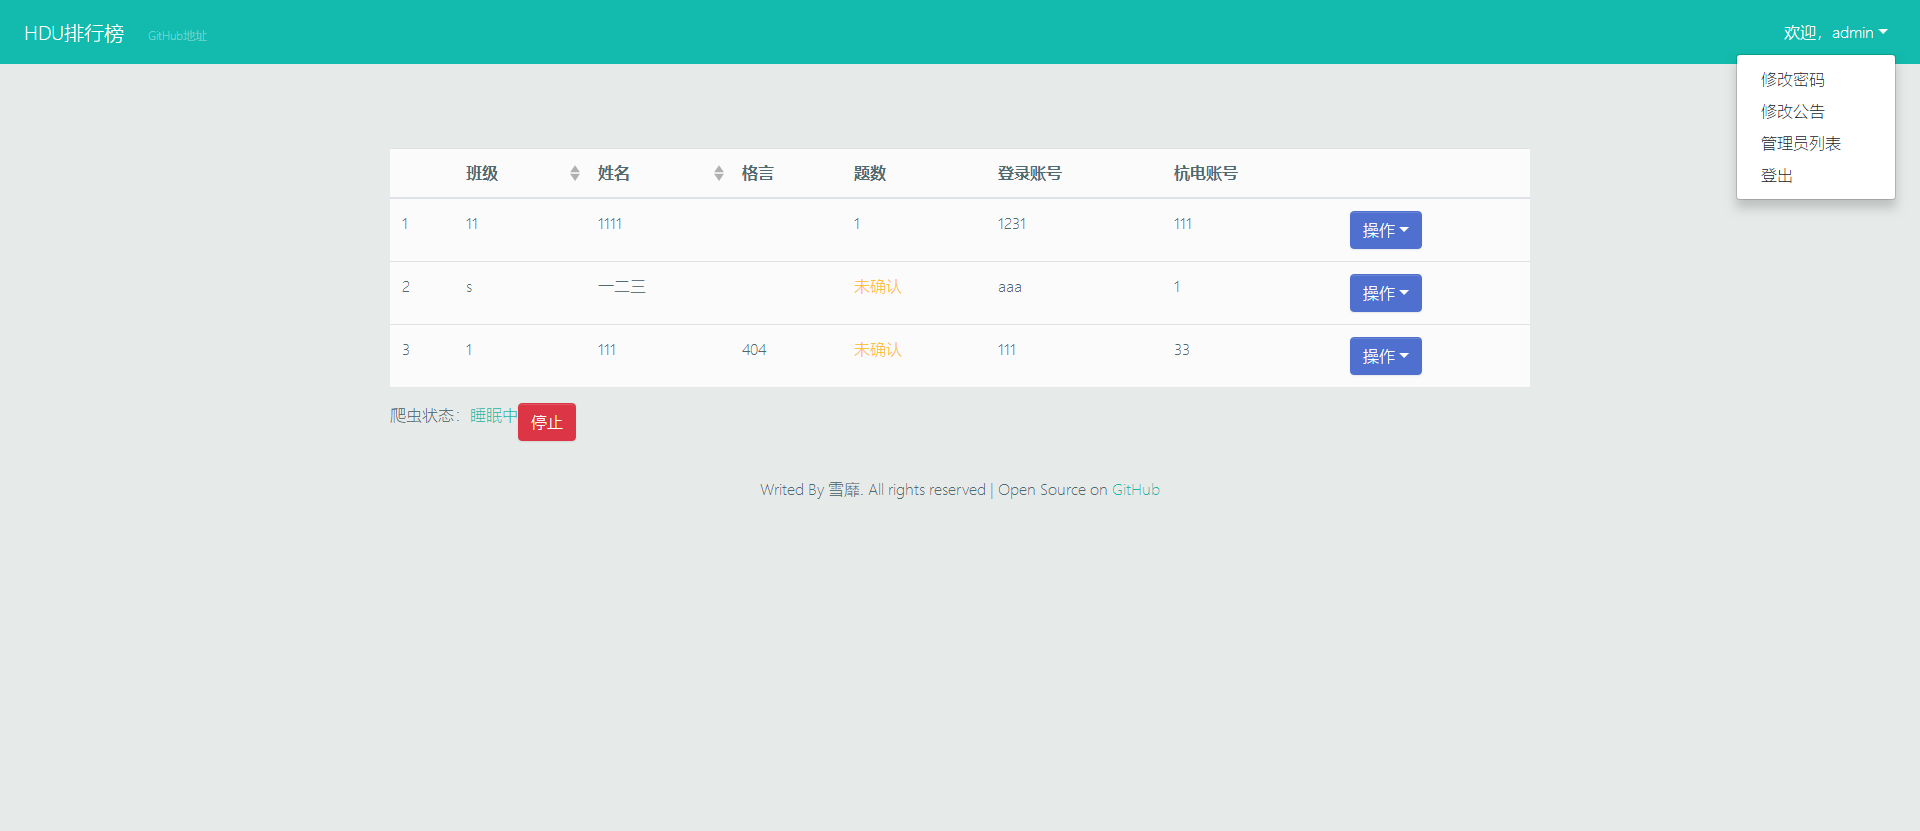 HDU排行榜 GitHub地址 欢迎，admin
修改密码
修改公告
管理员列表
登出
班级 姓名 格言 题数 登录账号 杭电账号
1 11 1111 1 1231 111 操作
2 s 一二三 未确认 aaa 1 操作
3 1 111 404 未确认 111 33 操作
爬虫状态：睡眠中 停止
Writed By 雪靡. All rights reserved | Open Source on GitHub